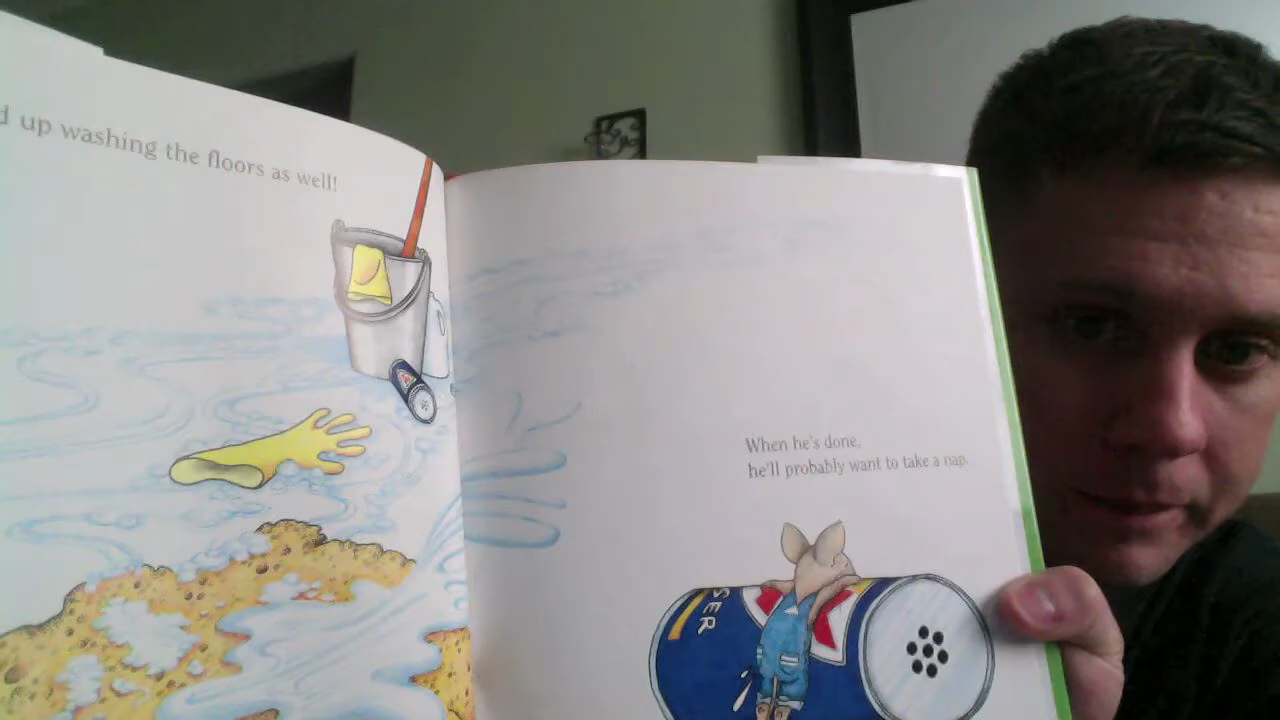 up washing the floors as well!
When he's done,
he'll probably want to take a nap.
SER